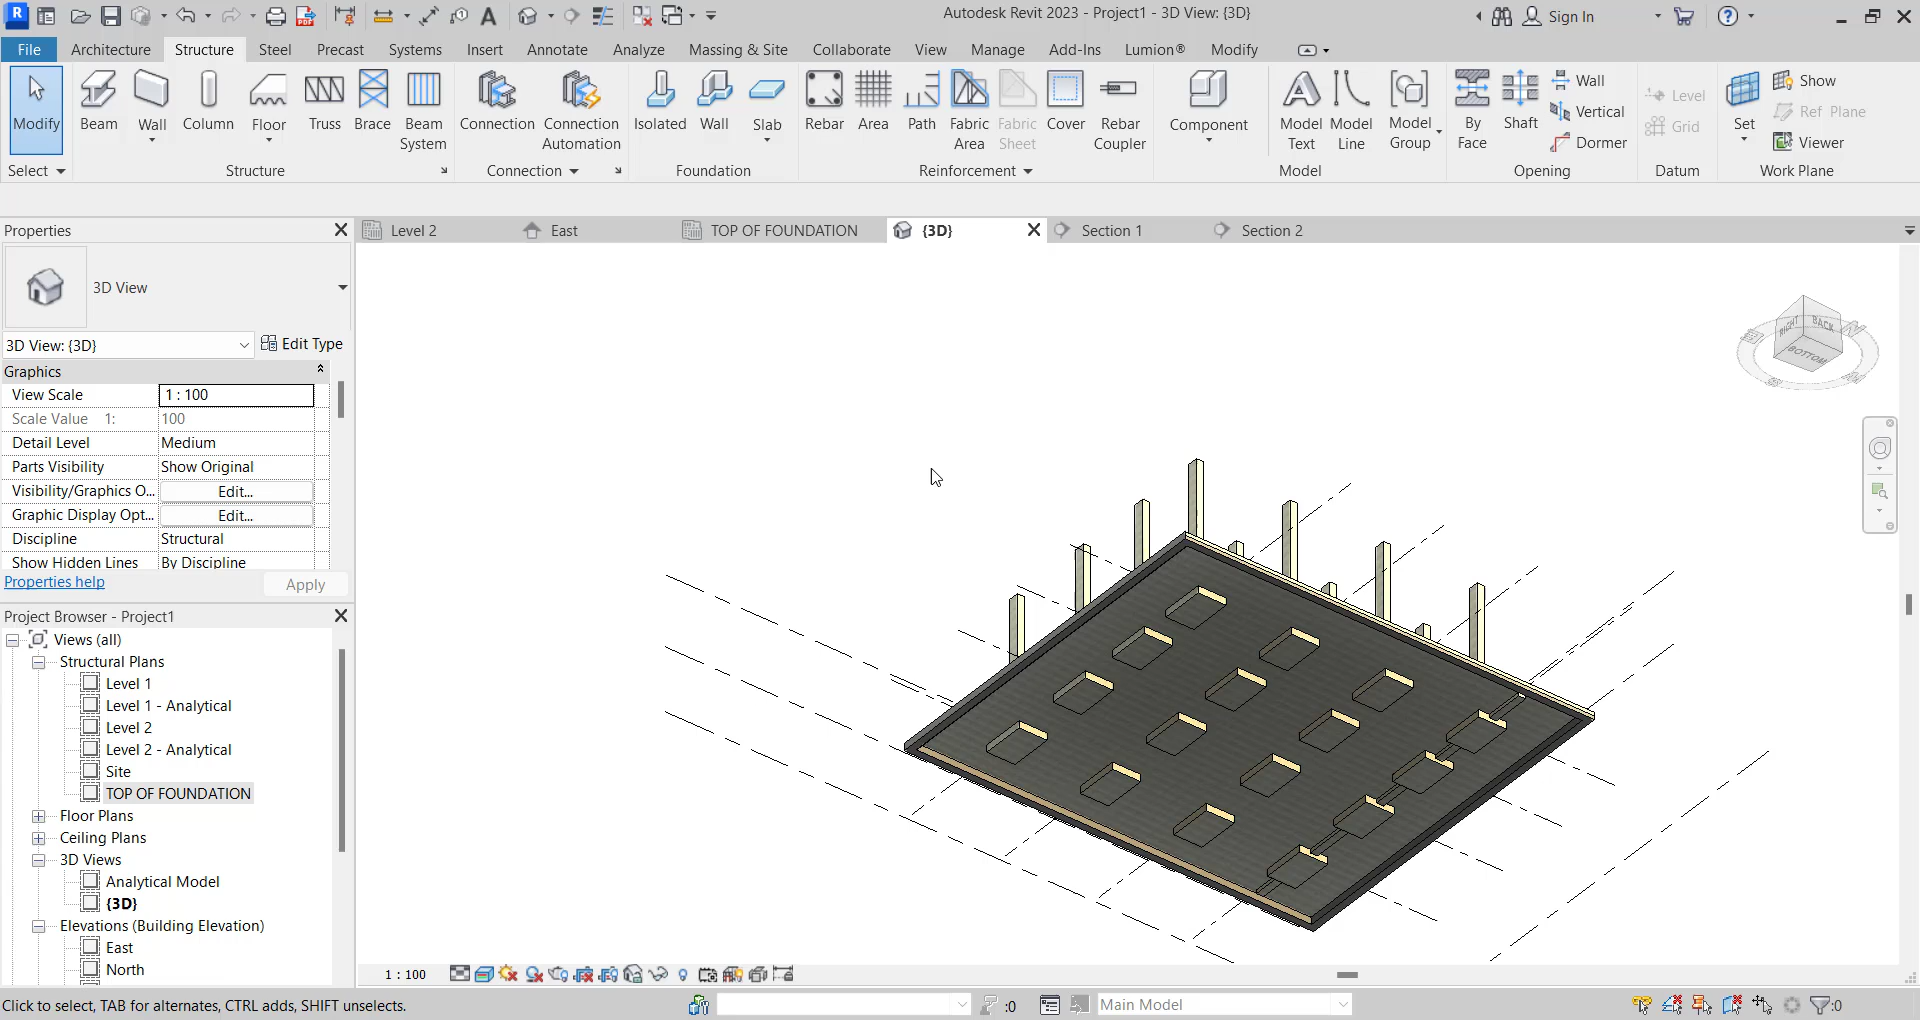 Autodesk Revit 2023 - Project1 - 3D View: {3D}
Sign In
File
Architecture
Structure
Steel
Precast
Systems
Insert
Annotate
Analyze
Massing & Site
Collaborate
View
Manage
Add-Ins
Lumion®
Modify
Modify
Beam
Wall
Column
Floor
Truss
Brace
Beam
System
Connection
Connection
Automation
Isolated
Wall
Slab
Rebar
Area
Path
Fabric
Area
Fabric
Sheet
Cover
Rebar
Coupler
Component
Model
Text
Model
Line
Model
Group
By
Face
Shaft
Wall
Vertical
Dormer
Level
Grid
Set
Show
Ref Plane
Viewer
Select
Structure
Connection
Foundation
Reinforcement
Model
Opening
Datum
Work Plane
Properties
Level 2
East
TOP OF FOUNDATION
{3D}
Section 1
Section 2
3D View
3D View: {3D}
Edit Type
Graphics
View Scale
1 : 100
Scale Value 1:
100
Detail Level
Medium
Parts Visibility
Show Original
Visibility/Graphics O...
Edit...
Graphic Display Opt...
Edit...
Discipline
Structural
Show Hidden Lines
By Discipline
Properties help
Apply
Project Browser - Project1
Views (all)
Structural Plans
Level 1
Level 1 - Analytical
Level 2
Level 2 - Analytical
Site
TOP OF FOUNDATION
Floor Plans
Ceiling Plans
3D Views
Analytical Model
{3D}
Elevations (Building Elevation)
East
North
RIGHT
BACK
BOTTOM
1 : 100
Click to select, TAB for alternates, CTRL adds, SHIFT unselects.
:0
Main Model
:0